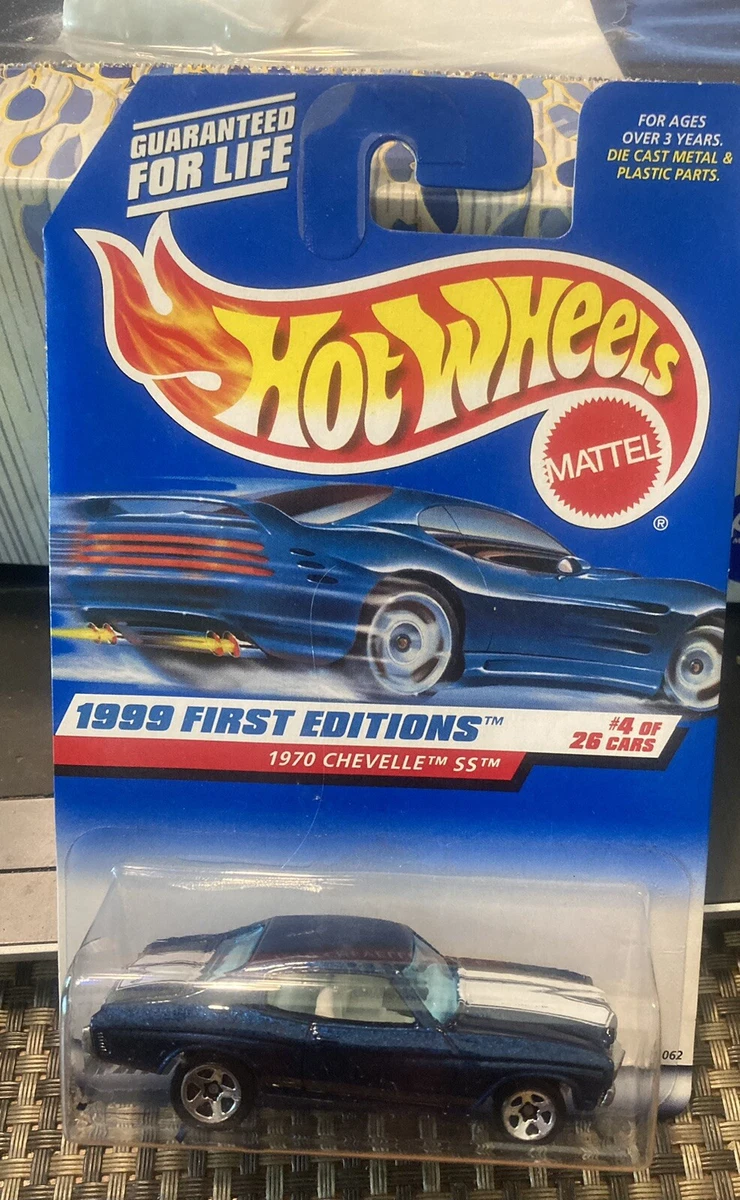 GUARANTEED
FOR LIFE
FOR AGES
OVER 3 YEARS.
DIE CAST METAL &
PLASTIC PARTS.
HOT WHEELS
MATTEL
®
1999 FIRST EDITIONS™
#4 OF
26 CARS
1970 CHEVELLE™ SS™
062